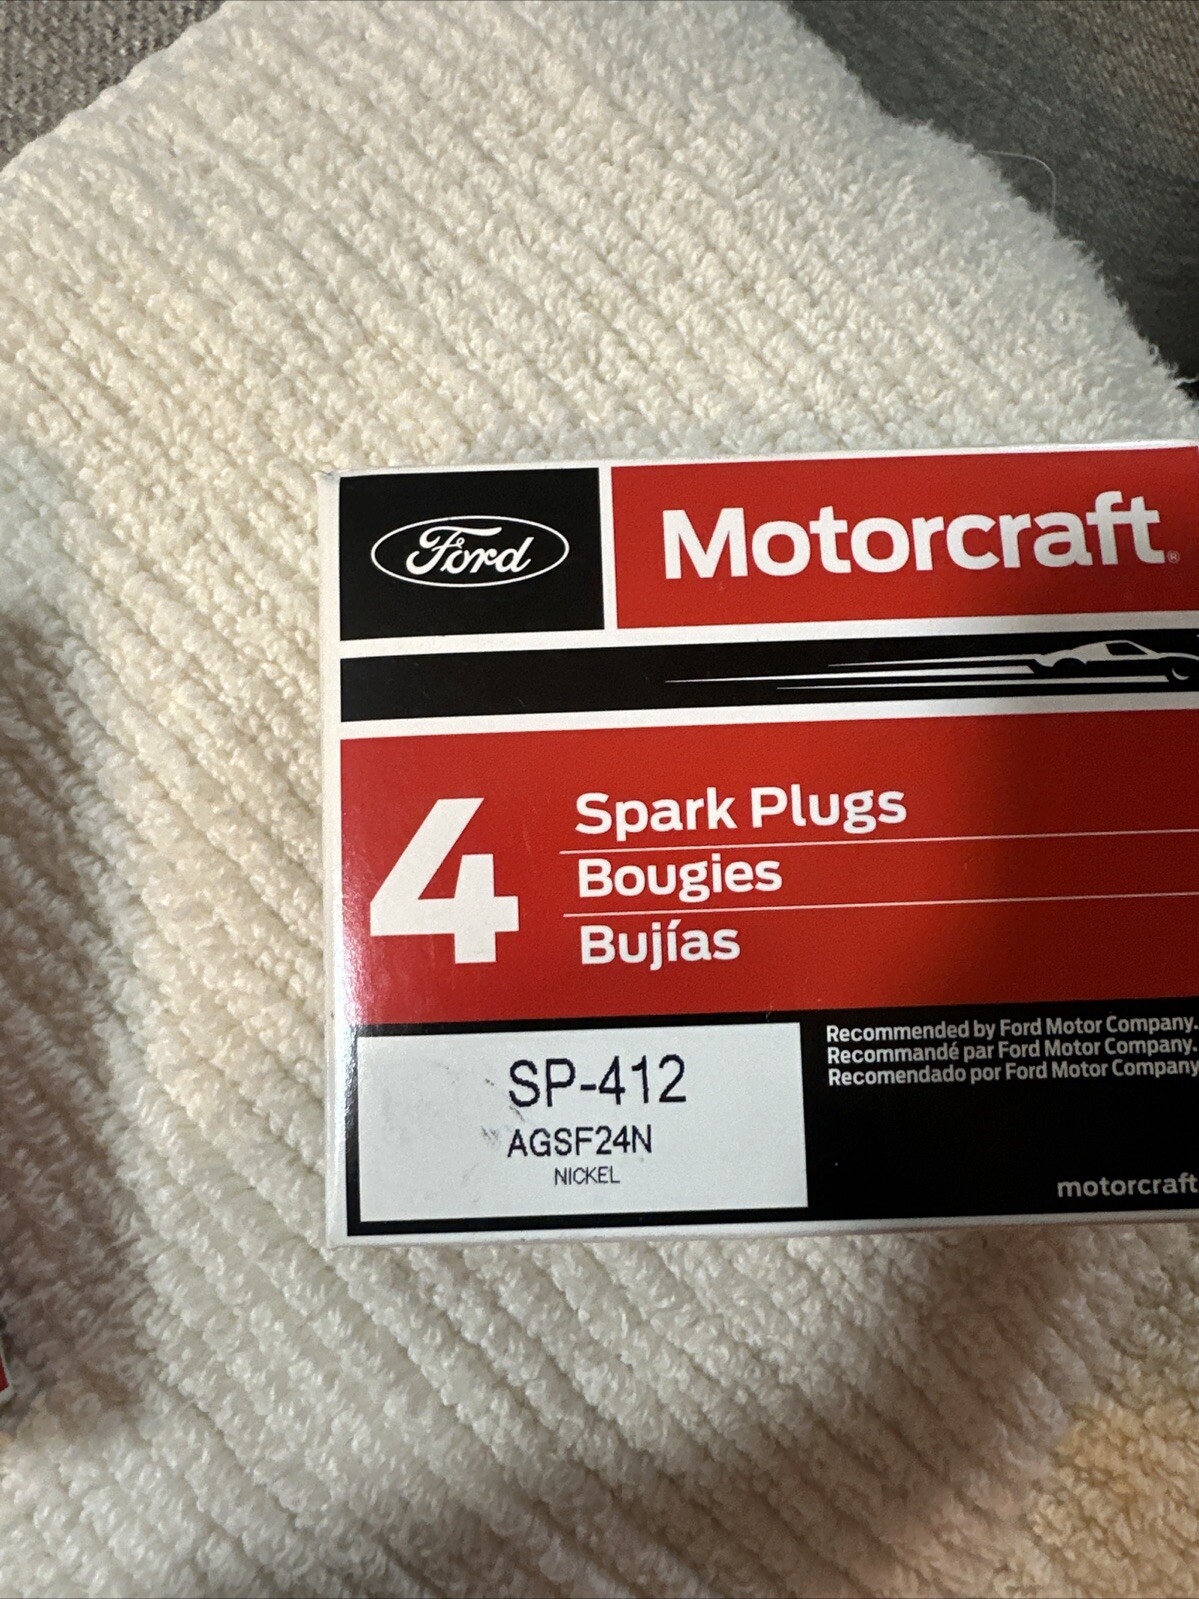 Ford
Motorcraft®
4
Spark Plugs
Bougies
Bujías
SP-412
AGSF24N
NICKEL
Recommended by Ford Motor Company.
Recommandé par Ford Motor Company.
Recomendado por Ford Motor Company
motorcraft